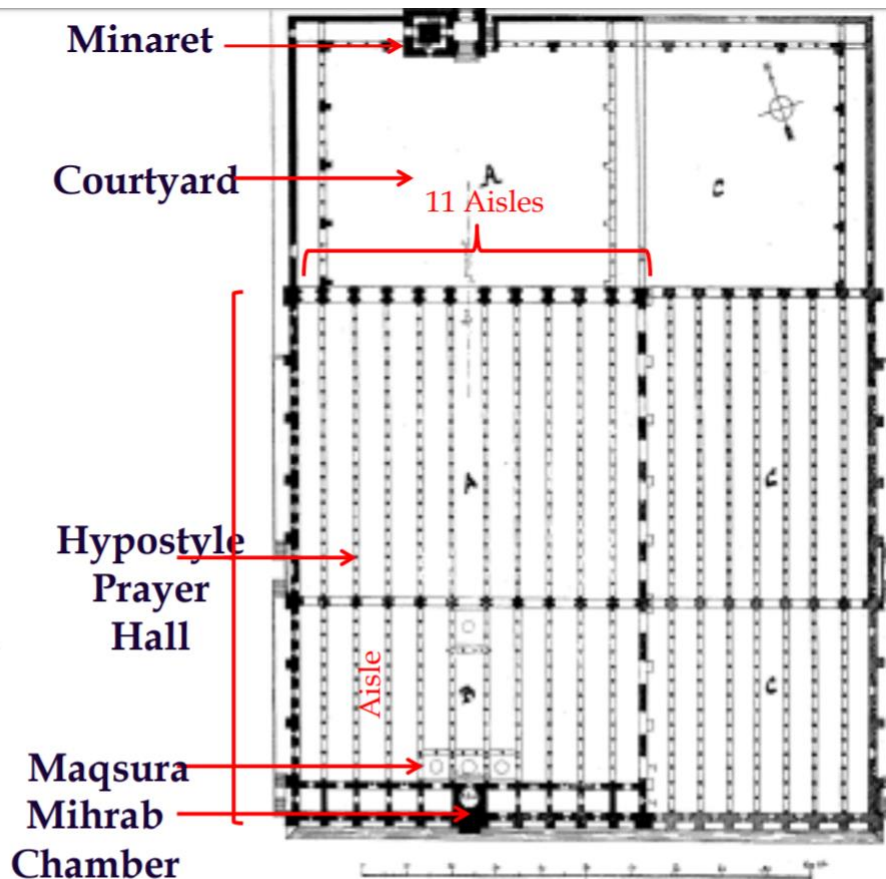 Minaret
Courtyard
A
C
11 Aisles
Hypostyle
Prayer
Hall
A
C
Aisle
C
Maqsura
Mihrab
Chamber